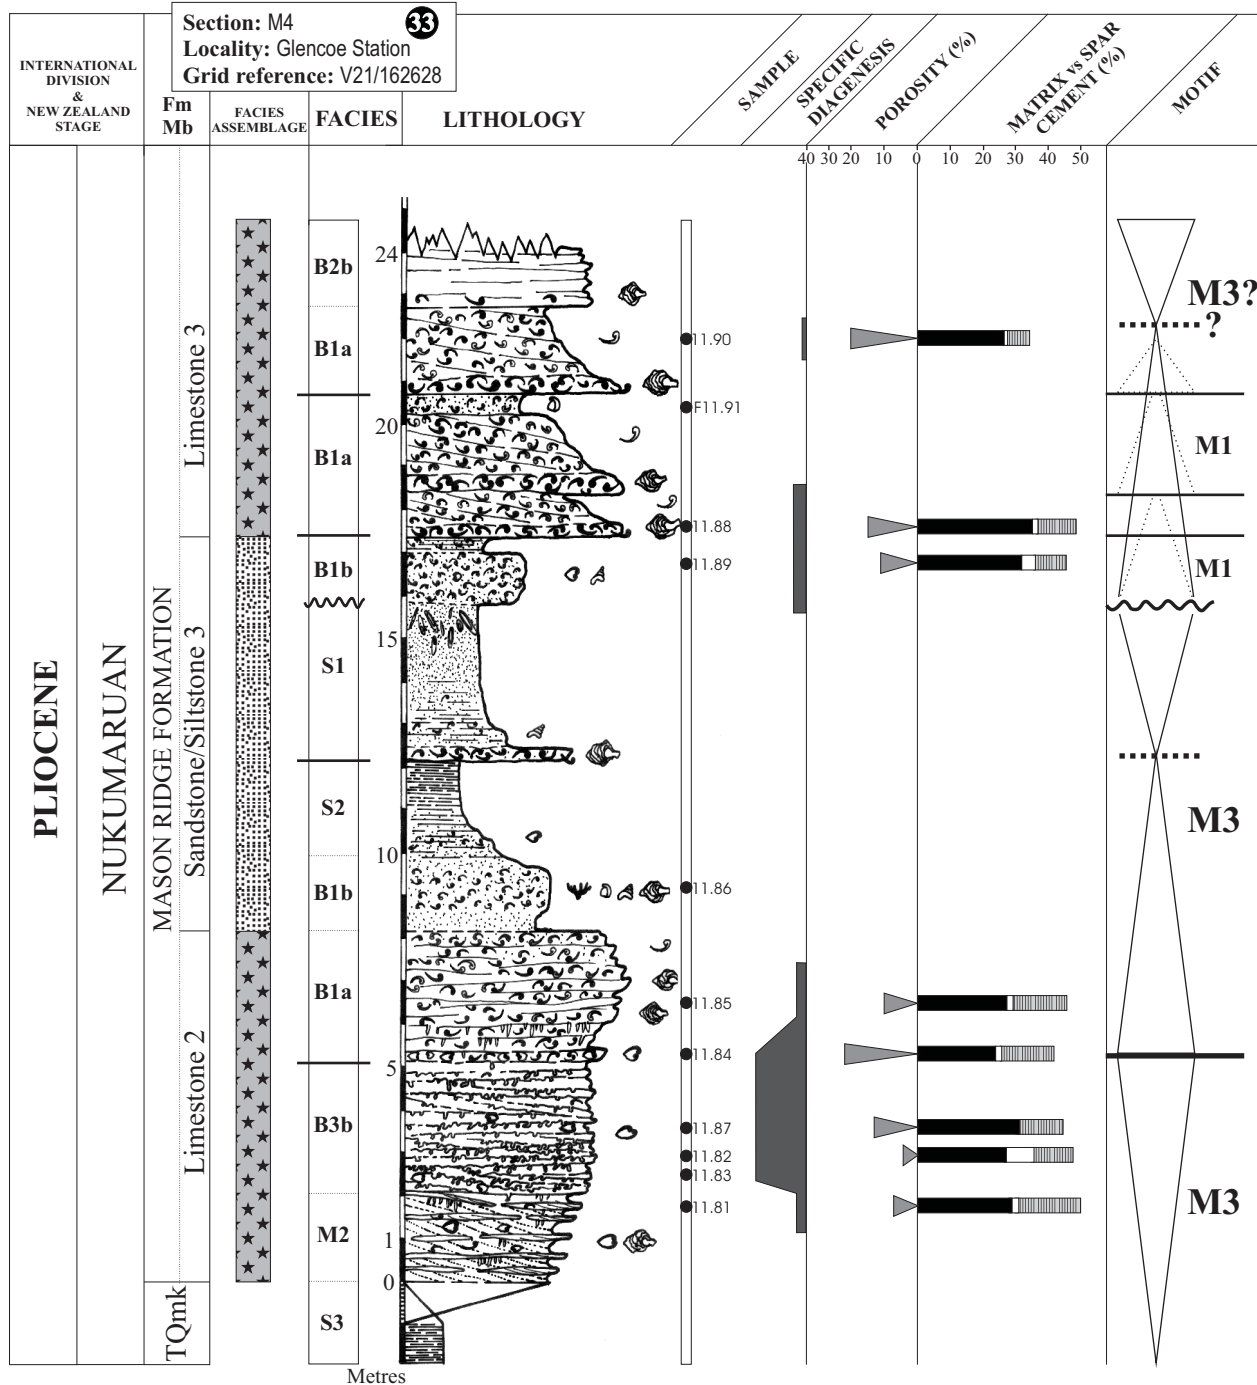 Section: M4
33
Locality: Glencoe Station
Grid reference: V21/162628
INTERNATIONAL
DIVISION
&
NEW ZEALAND
STAGE
Fm
Mb
FACIES
ASSEMBLAGE
FACIES
LITHOLOGY
SAMPLE
SPECIFIC
DIAGENESIS
POROSITY (%)
MATRIX vs SPAR
CEMENT (%)
MOTIF
40 30 20 10 0 10 20 30 40 50
PLIOCENE
NUKUMARUAN
MASON RIDGE FORMATION
TQmk
Limestone 3
Sandstone/Siltstone 3
Limestone 2
B2b
B1a
B1a
B1b
S1
S2
B1b
B1a
B3b
M2
S3
24
20
15
10
5
1
0
Metres
11.90
F11.91
11.88
11.89
11.86
11.85
11.84
11.87
11.82
11.83
11.81
M3?
?
M1
M1
M3
M3